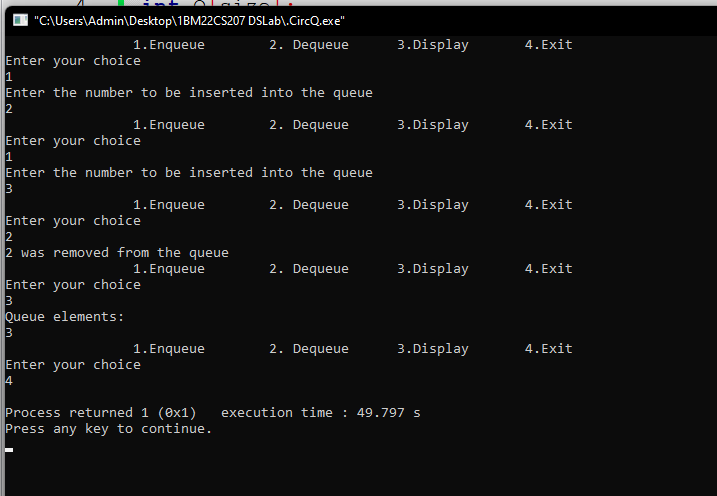 4 int Q[size];
"C:\Users\Admin\Desktop\1BM22CS207 DSLab\.CircQ.exe"
1.Enqueue 2. Dequeue 3.Display 4.Exit
Enter your choice
1
Enter the number to be inserted into the queue
2
1.Enqueue 2. Dequeue 3.Display 4.Exit
Enter your choice
1
Enter the number to be inserted into the queue
3
1.Enqueue 2. Dequeue 3.Display 4.Exit
Enter your choice
2
2 was removed from the queue
1.Enqueue 2. Dequeue 3.Display 4.Exit
Enter your choice
3
Queue elements:
3
1.Enqueue 2. Dequeue 3.Display 4.Exit
Enter your choice
4
Process returned 1 (0x1) execution time : 49.797 s
Press any key to continue.